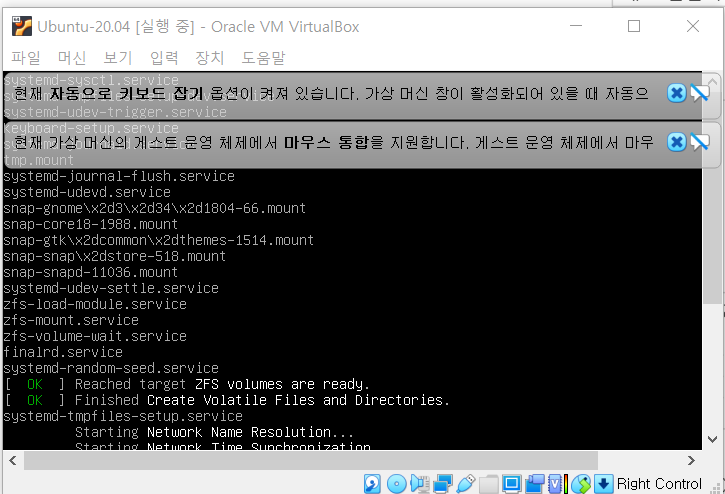 Ubuntu-20.04 [실행 중] - Oracle VM VirtualBox
파일 머신 보기 입력 장치 도움말
systemd-sysctl.service
현재 자동으로 키보드 잡기 옵션이 켜져 있습니다. 가상 머신 창이 활성화되어 있을 때 자동으
systemd-udev-trigger.service
keyboard-setup.service
현재 가상 머신의 게스트 운영 체제에서 마우스 통합을 지원합니다. 게스트 운영 체제에서 마우
tmp.mount
systemd-journal-flush.service
systemd-udevd.service
snap-gnome\x2d3\x2d34\x2d1804-66.mount
snap-core18-1988.mount
snap-gtk\x2dcommon\x2dthemes-1514.mount
snap-snap\x2dstore-518.mount
snap-snapd-11036.mount
systemd-udev-settle.service
zfs-load-module.service
zfs-mount.service
zfs-volume-wait.service
finalrd.service
systemd-random-seed.service
[ OK ] Reached target ZFS volumes are ready.
[ OK ] Finished Create Volatile Files and Directories.
systemd-tmpfiles-setup.service
Starting Network Name Resolution...
Starting Network Time Synchronization
Right Control